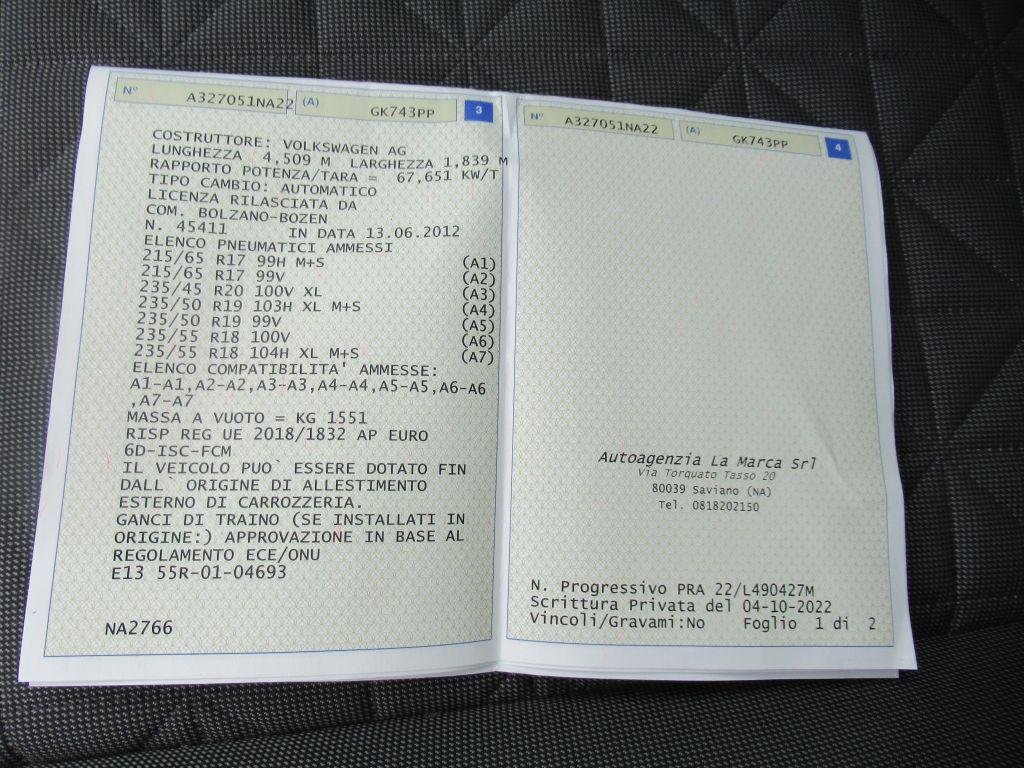 N° A327051NA22 (A) GK743PP 3
COSTRUTTORE: VOLKSWAGEN AG
LUNGHEZZA 4,509 M LARGHEZZA 1,839 M
RAPPORTO POTENZA/TARA = 67,651 KW/T
TIPO CAMBIO: AUTOMATICO
LICENZA RILASCIATA DA
COM. BOLZANO-BOZEN
N. 45411 IN DATA 13.06.2012
ELENCO PNEUMATICI AMMESSI
215/65 R17 99H M+S (A1)
215/65 R17 99V (A2)
235/45 R20 100V XL (A3)
235/50 R19 103H XL M+S (A4)
235/50 R19 99V (A5)
235/55 R18 100V (A6)
235/55 R18 104H XL M+S (A7)
ELENCO COMPATIBILITA' AMMESSE:
A1-A1,A2-A2,A3-A3,A4-A4,A5-A5,A6-A6
,A7-A7
MASSA A VUOTO = KG 1551
RISP REG UE 2018/1832 AP EURO
6D-ISC-FCM
IL VEICOLO PUO` ESSERE DOTATO FIN
DALL` ORIGINE DI ALLESTIMENTO
ESTERNO DI CARROZZERIA.
GANCI DI TRAINO (SE INSTALLATI IN
ORIGINE:) APPROVAZIONE IN BASE AL
REGOLAMENTO ECE/ONU
E13 55R-01-04693
NA2766
N° A327051NA22 (A) GK743PP 4
Autoagenzia La Marca Srl
Via Torquato Tasso 20
80039 Saviano (NA)
Tel. 0818202150
N. Progressivo PRA 22/L490427M
Scrittura Privata del 04-10-2022
Vincoli/Gravami:No Foglio 1 di 2